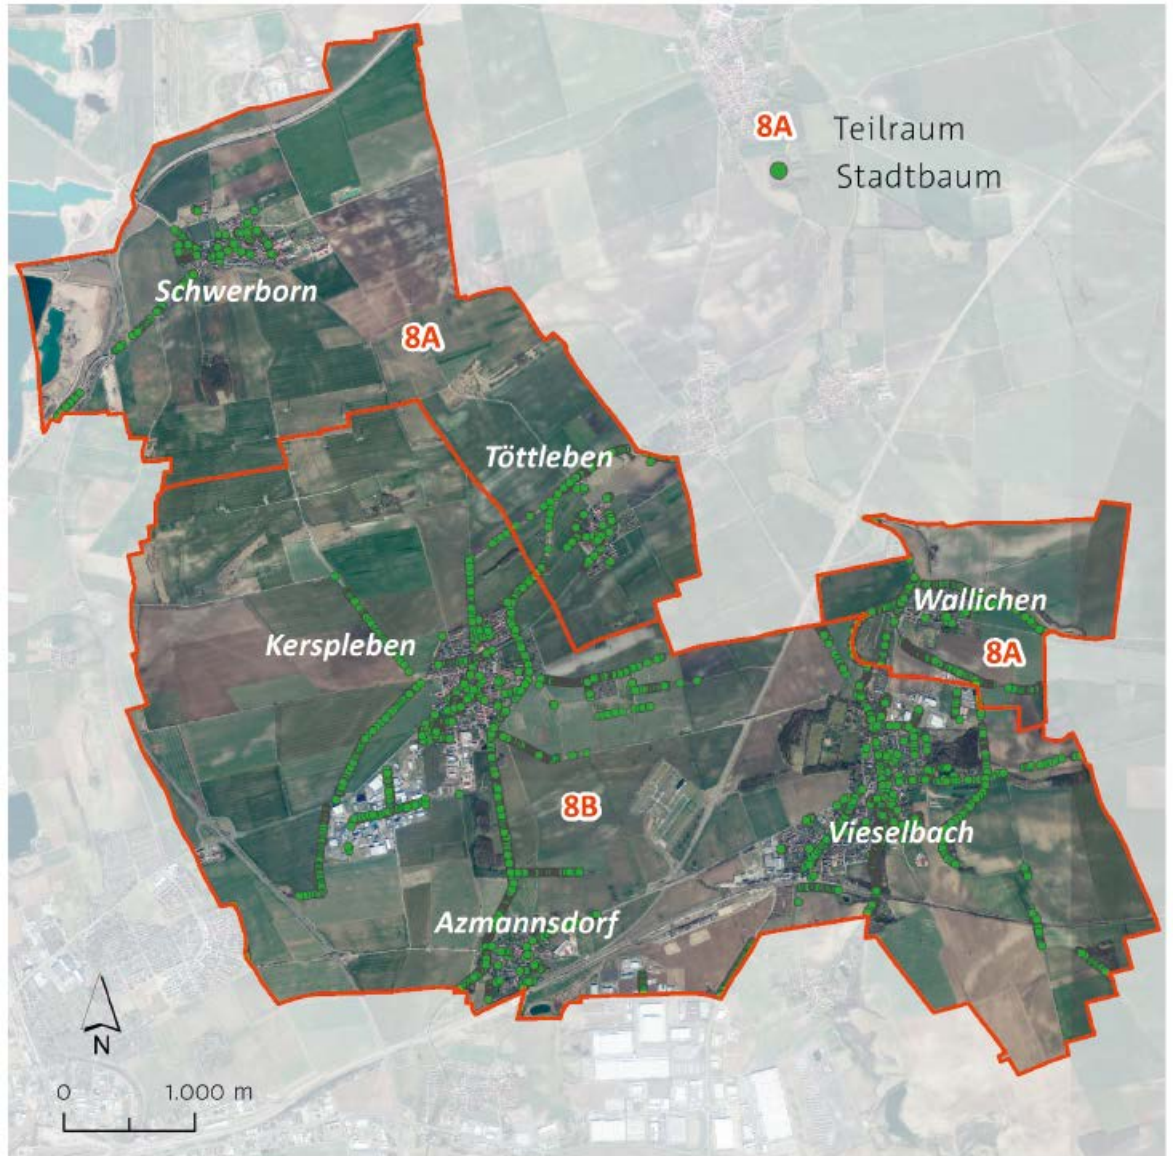 8A Teilraum
Stadtbaum
Schwerborn
8A
Töttleben
Wallichen
Kerspleben
8A
8B
Vieselbach
Azmannsdorf
N
0 1.000 m